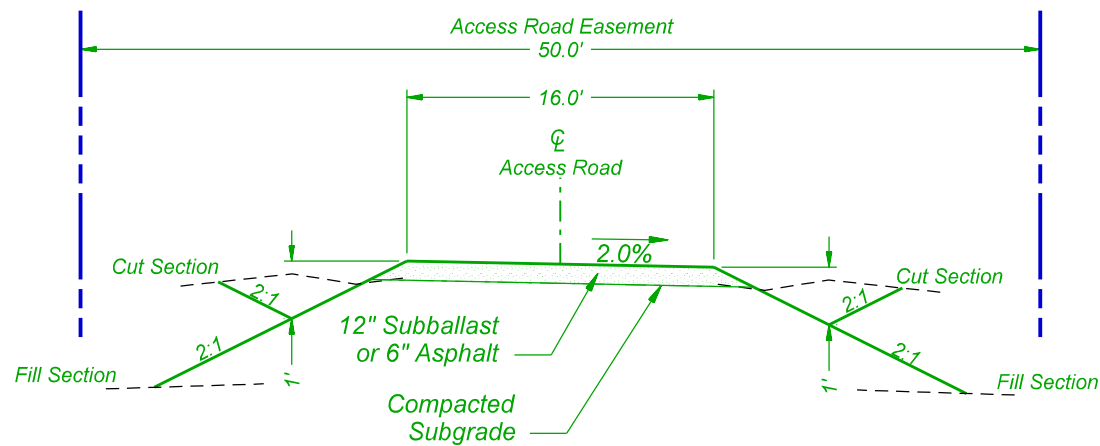 Access Road Easement
50.0'
16.0'
℄
Access Road
2.0%
Cut Section
2:1
2:1
Fill Section
1'
12" Subballast
or 6" Asphalt
Compacted
Subgrade
Cut Section
2:1
2:1
Fill Section
1'